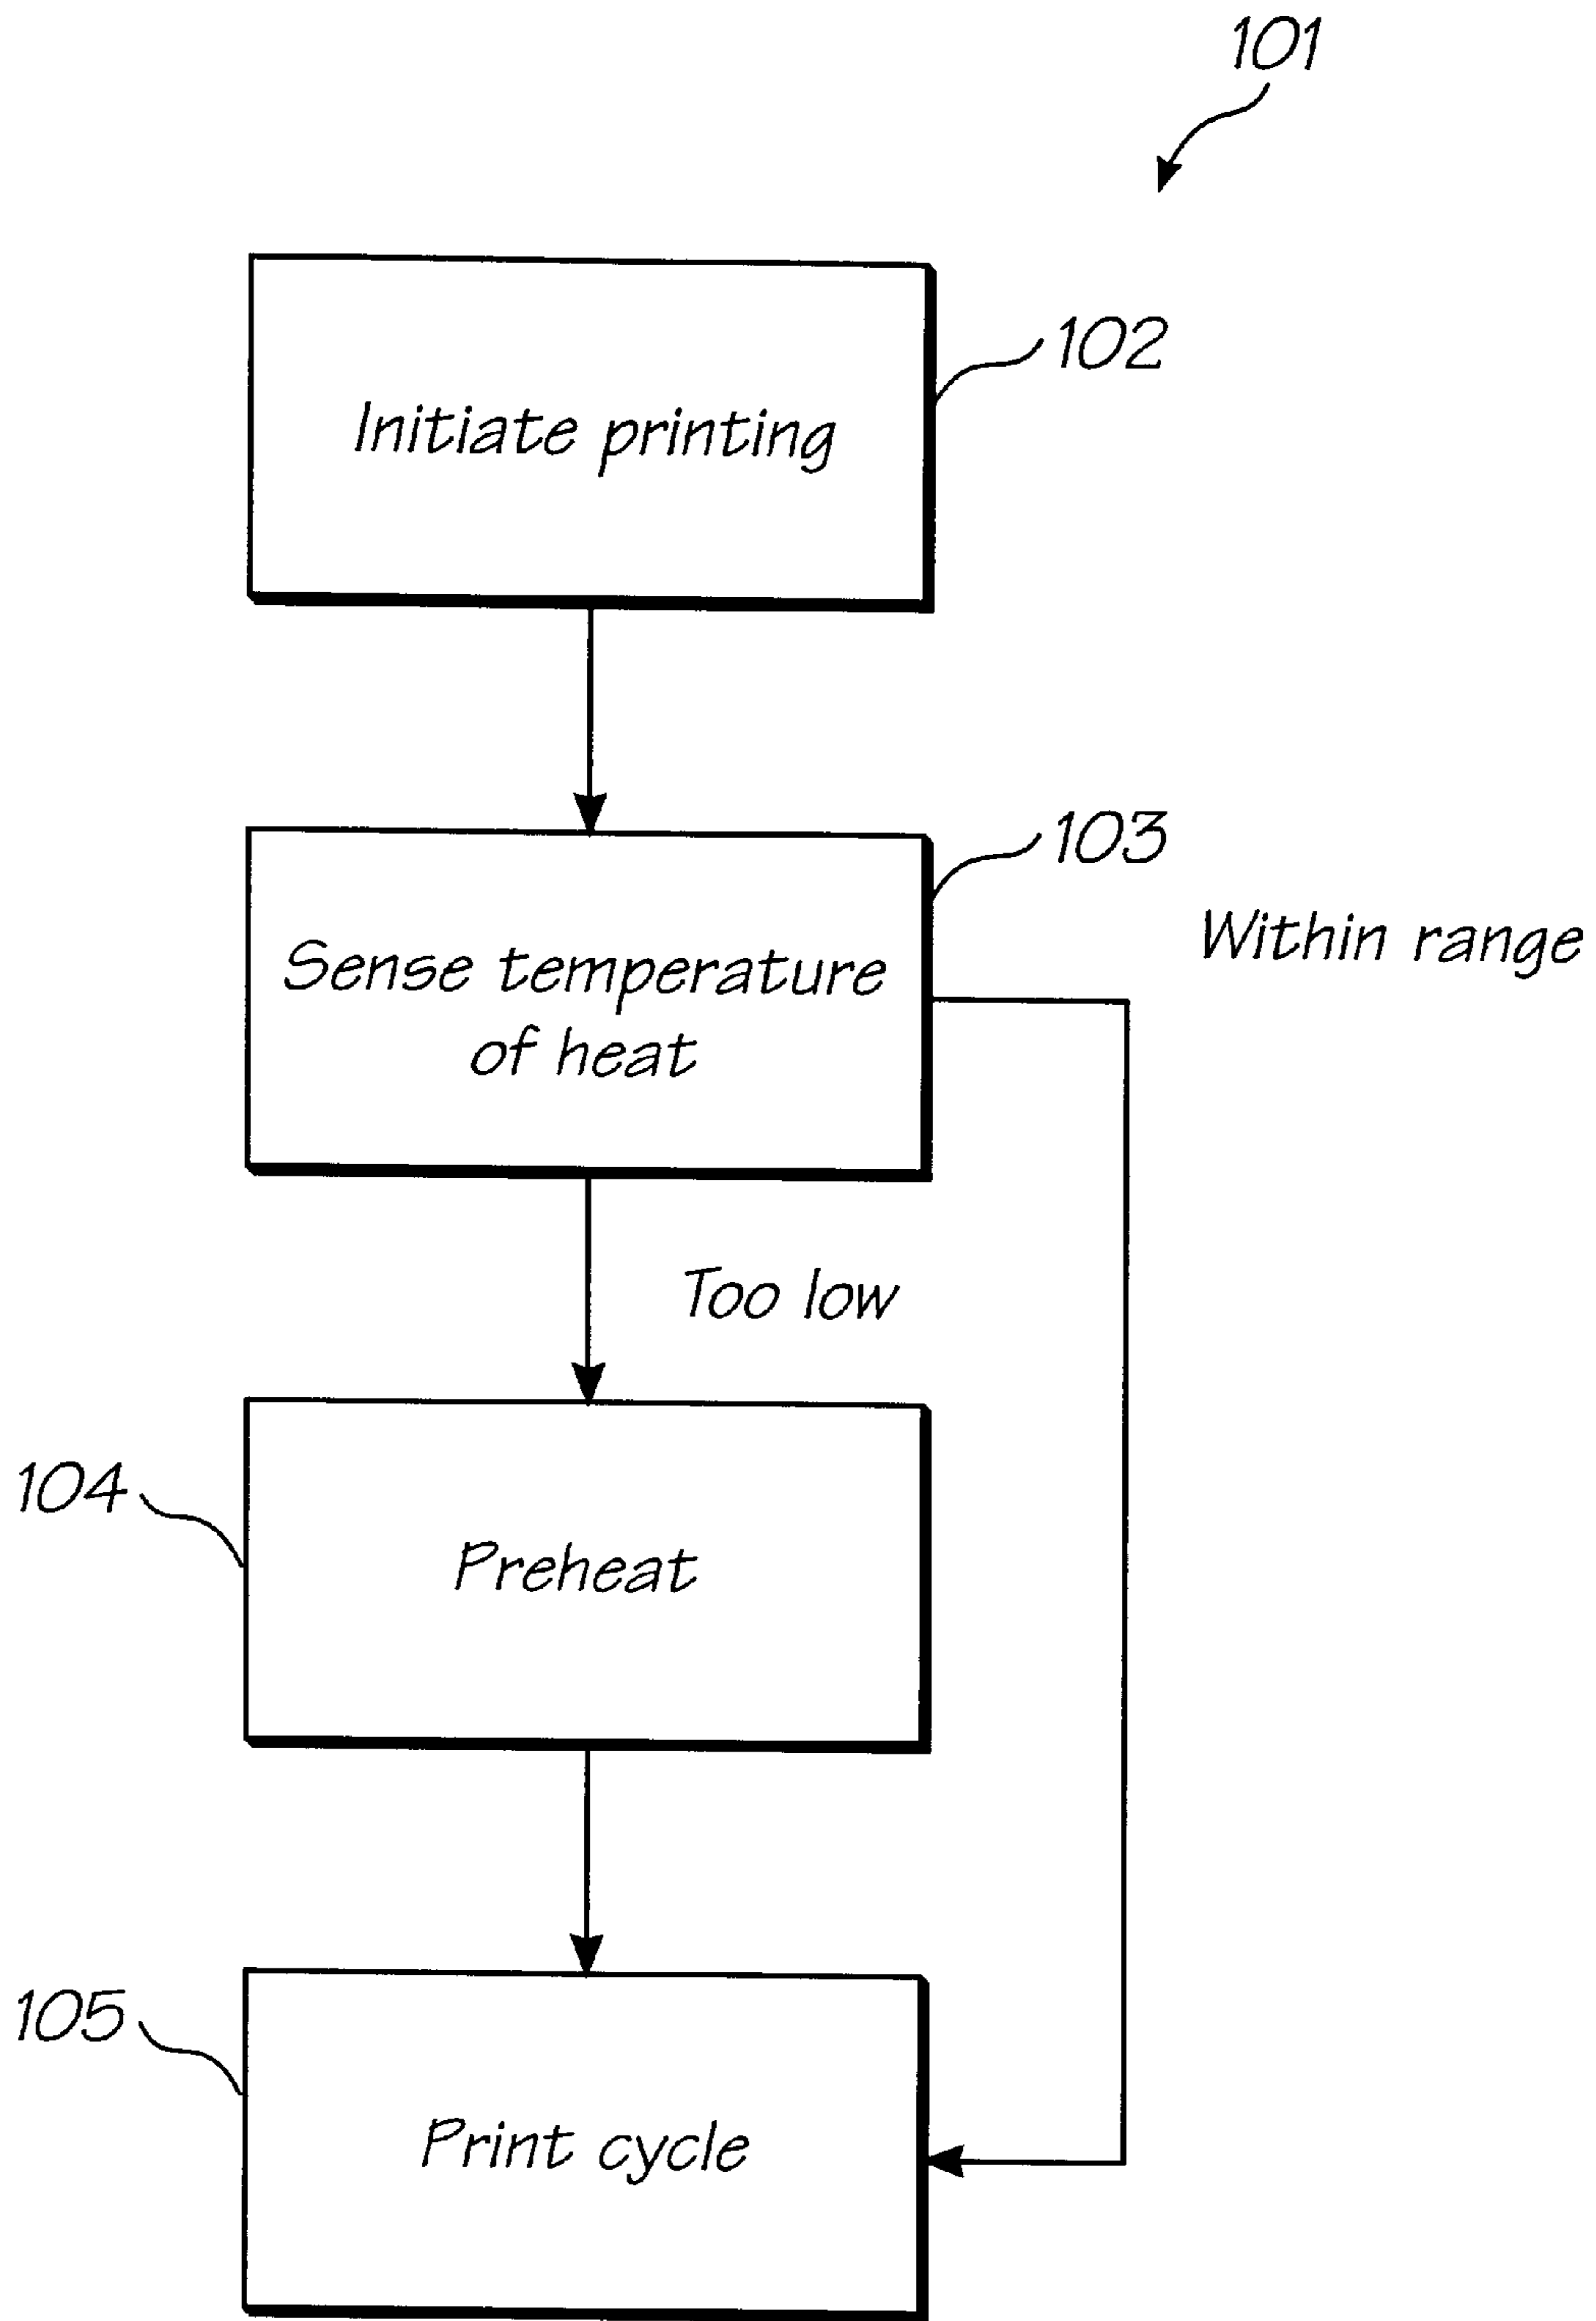 101
Initiate printing
102
103
Sense temperature
of heat
Within range
Too low
104
Preheat
105
Print cycle